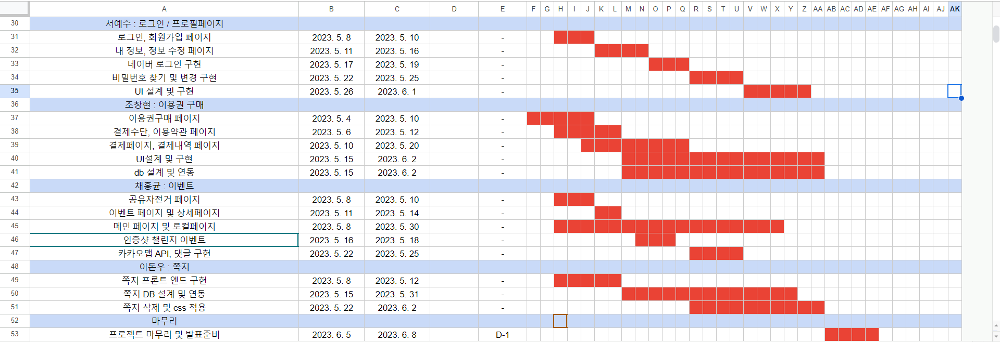 A B C D E F G H I J K L M N O P Q R S T U V W X Y Z AA AB AC AD AE AF AG AH AI AJ AK
30 서예주 : 로그인 / 프로필페이지
31 로그인, 회원가입 페이지 2023. 5. 8 2023. 5. 10 -
32 내 정보, 정보 수정 페이지 2023. 5. 11 2023. 5. 16 -
33 네이버 로그인 구현 2023. 5. 17 2023. 5. 19 -
34 비밀번호 찾기 및 변경 구현 2023. 5. 22 2023. 5. 25 -
35 UI 설계 및 구현 2023. 5. 26 2023. 6. 1 -
36 조창현 : 이용권 구매
37 이용권구매 페이지 2023. 5. 4 2023. 5. 10 -
38 결제수단, 이용약관 페이지 2023. 5. 6 2023. 5. 12 -
39 결제페이지, 결제내역 페이지 2023. 5. 10 2023. 5. 20 -
40 UI설계 및 구현 2023. 5. 15 2023. 6. 2 -
41 db 설계 및 연동 2023. 5. 15 2023. 6. 2 -
42 채홍균 : 이벤트
43 공유자전거 페이지 2023. 5. 8 2023. 5. 10 -
44 이벤트 페이지 및 상세페이지 2023. 5. 11 2023. 5. 14 -
45 메인 페이지 및 로컬페이지 2023. 5. 8 2023. 5. 30 -
46 인증샷 챌린지 이벤트 2023. 5. 16 2023. 5. 18 -
47 카카오맵 API, 댓글 구현 2023. 5. 22 2023. 5. 25 -
48 이돈우 : 쪽지
49 쪽지 프론트 엔드 구현 2023. 5. 8 2023. 5. 12 -
50 쪽지 DB 설계 및 연동 2023. 5. 15 2023. 5. 31 -
51 쪽지 삭제 및 css 적용 2023. 5. 22 2023. 6. 2 -
52 마무리
53 프로젝트 마무리 및 발표준비 2023. 6. 5 2023. 6. 8 D-1